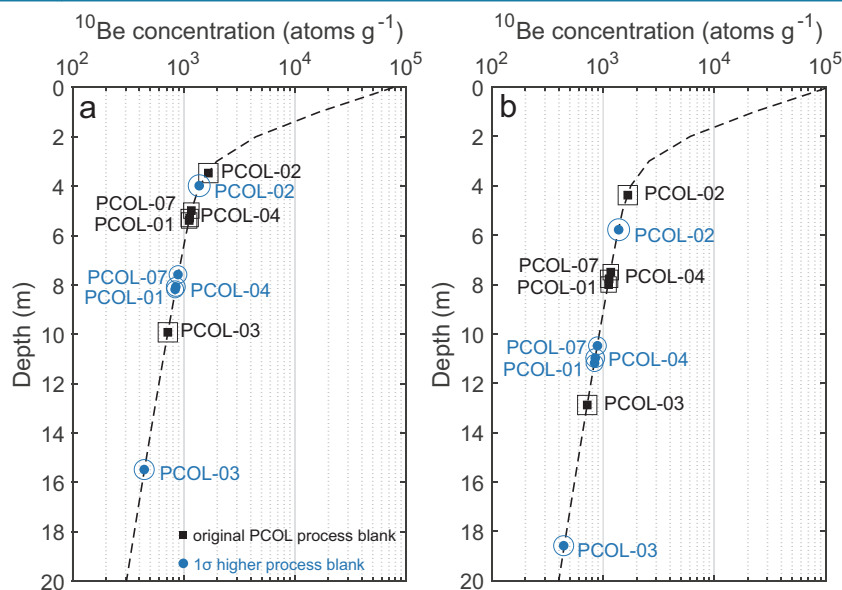 ¹⁰Be concentration (atoms g⁻¹)
10² 10³ 10⁴ 10⁵
0
2
4
6
8
10
12
14
16
18
20
Depth (m)
a
PCOL-02
PCOL-02
PCOL-07
PCOL-04
PCOL-01
PCOL-07
PCOL-01
PCOL-04
PCOL-03
PCOL-03
original PCOL process blank
1σ higher process blank
¹⁰Be concentration (atoms g⁻¹)
10² 10³ 10⁴ 10⁵
0
2
4
6
8
10
12
14
16
18
20
Depth (m)
b
PCOL-02
PCOL-02
PCOL-07
PCOL-04
PCOL-01
PCOL-07
PCOL-04
PCOL-01
PCOL-03
PCOL-03